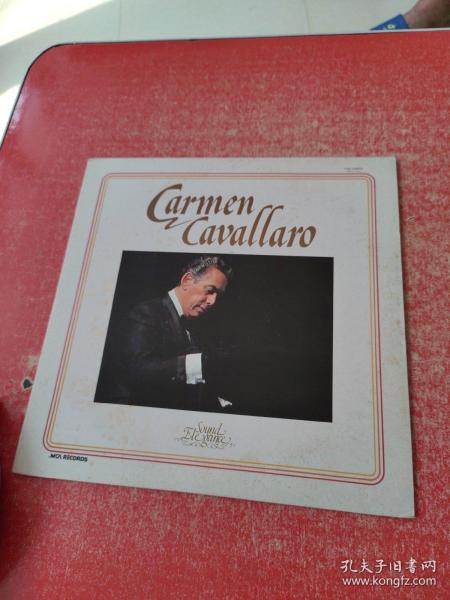 Carmen
Cavallaro
Sound
Elegance
MCA RECORDS
孔夫子旧书网
www.kongfz.com